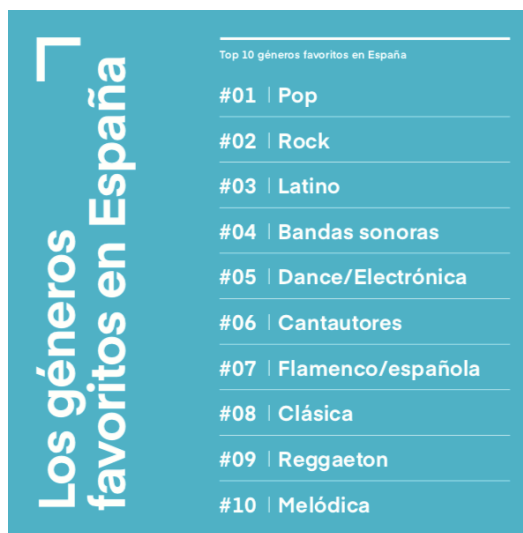 Los géneros
favoritos en España
Top 10 géneros favoritos en España
#01 | Pop
#02 | Rock
#03 | Latino
#04 | Bandas sonoras
#05 | Dance/Electrónica
#06 | Cantautores
#07 | Flamenco/española
#08 | Clásica
#09 | Reggaeton
#10 | Melódica